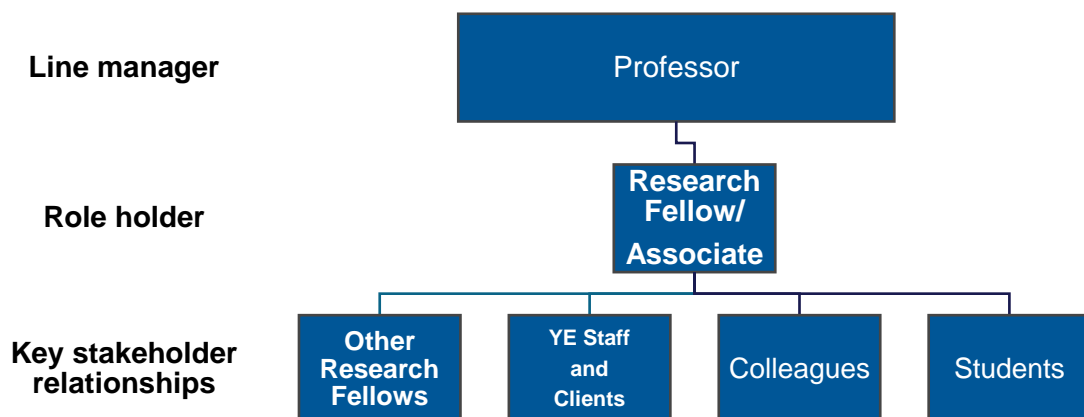 Line manager
Professor
Role holder
Research
Fellow/
Associate
Key stakeholder
relationships
Other
Research
Fellows
YE Staff
and
Clients
Colleagues
Students